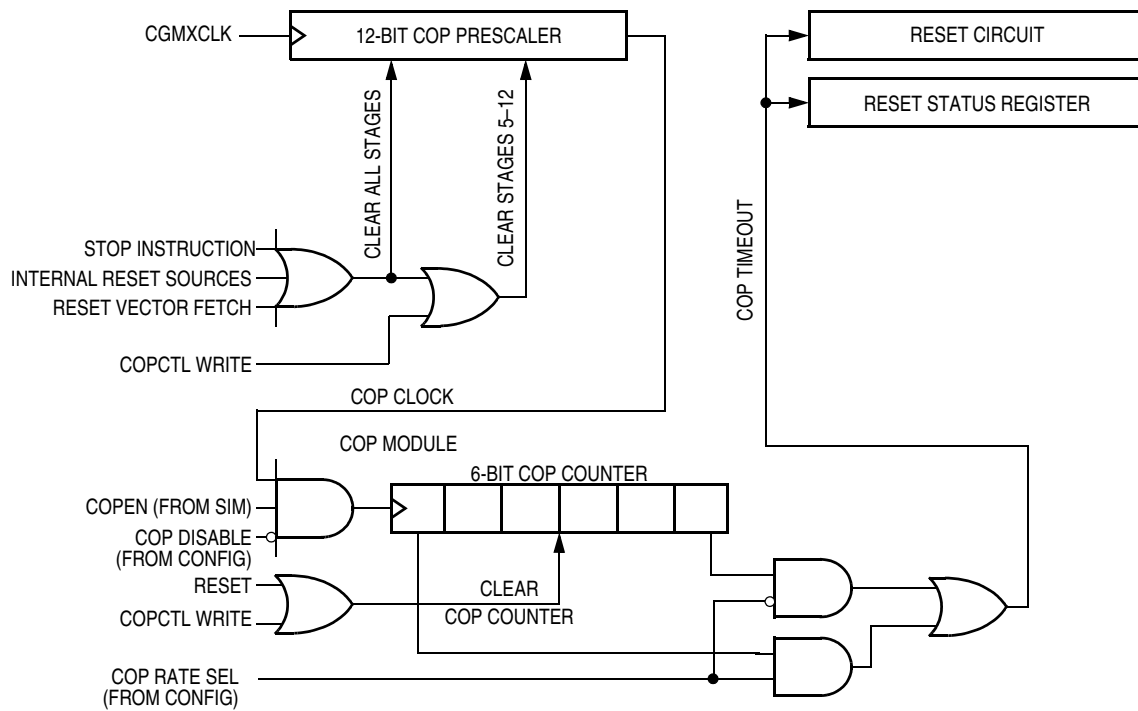 CGMXCLK
12-BIT COP PRESCALER
RESET CIRCUIT
RESET STATUS REGISTER
CLEAR ALL STAGES
CLEAR STAGES 5–12
STOP INSTRUCTION
INTERNAL RESET SOURCES
RESET VECTOR FETCH
COPCTL WRITE
COP TIMEOUT
COP CLOCK
COP MODULE
6-BIT COP COUNTER
COPEN (FROM SIM)
COP DISABLE
(FROM CONFIG)
RESET
COPCTL WRITE
CLEAR
COP COUNTER
COP RATE SEL
(FROM CONFIG)